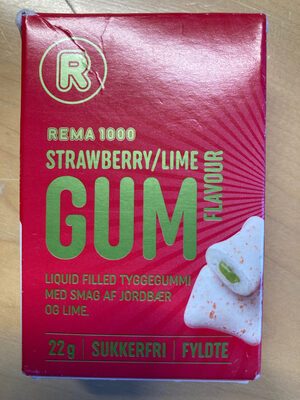 R
REMA 1000
STRAWBERRY/LIME
GUM
FLAVOUR
LIQUID FILLED TYGGEGUMMI
MED SMAG AF JORDBÆR
OG LIME.
22g | SUKKERFRI | FYLDTE